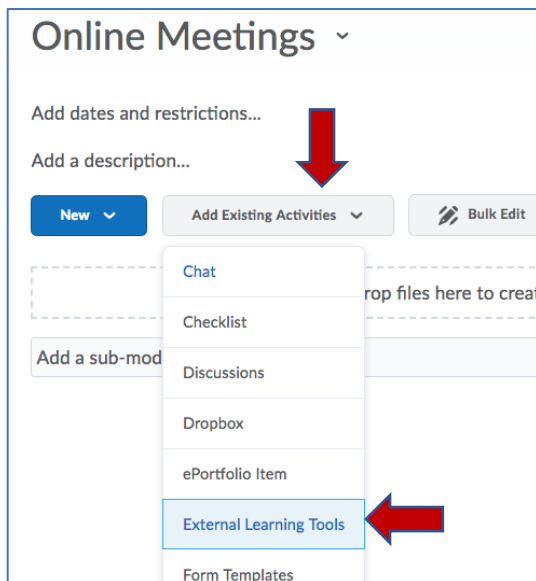 Online Meetings
Add dates and restrictions...
Add a description...
New Add Existing Activities Bulk Edit
Chat
rop files here to creat
Checklist
Add a sub-mod
Discussions
Dropbox
ePortfolio Item
External Learning Tools
Form Templates